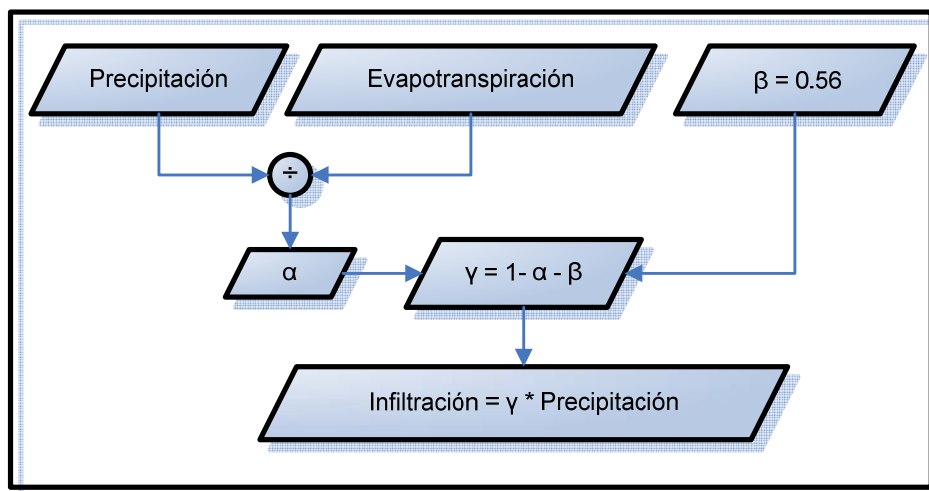 Precipitación
Evapotranspiración
β = 0.56
÷
α
γ = 1- α - β
Infiltración = γ * Precipitación